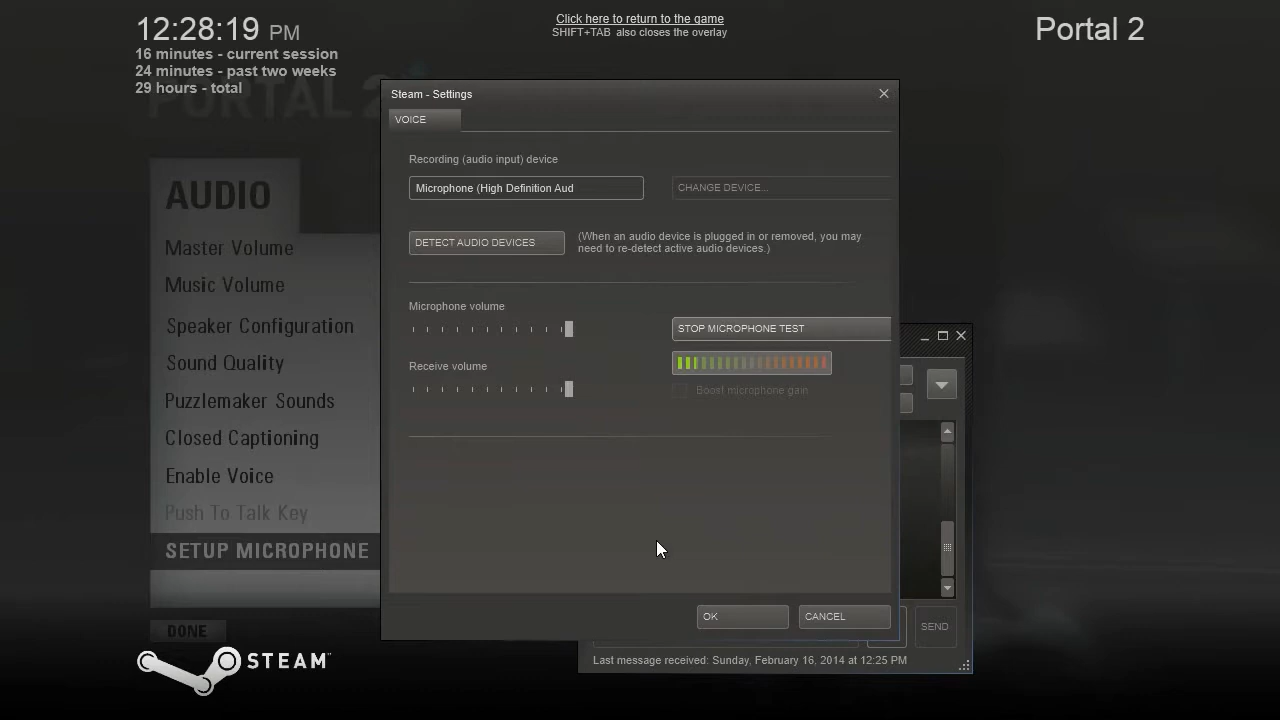 12:28:19 PM
16 minutes - current session
24 minutes - past two weeks
29 hours - total
Click here to return to the game
SHIFT+TAB also closes the overlay
Portal 2
PORTAL 2
AUDIO
Master Volume
Music Volume
Speaker Configuration
Sound Quality
Puzzlemaker Sounds
Closed Captioning
Enable Voice
Push To Talk Key
SETUP MICROPHONE
DONE
STEAM
Steam - Settings
VOICE
Recording (audio input) device
Microphone (High Definition Aud
CHANGE DEVICE...
DETECT AUDIO DEVICES
(When an audio device is plugged in or removed, you may
need to re-detect active audio devices.)
Microphone volume
STOP MICROPHONE TEST
Receive volume
Boost microphone gain
OK
CANCEL
SEND
Last message received: Sunday, February 16, 2014 at 12:25 PM